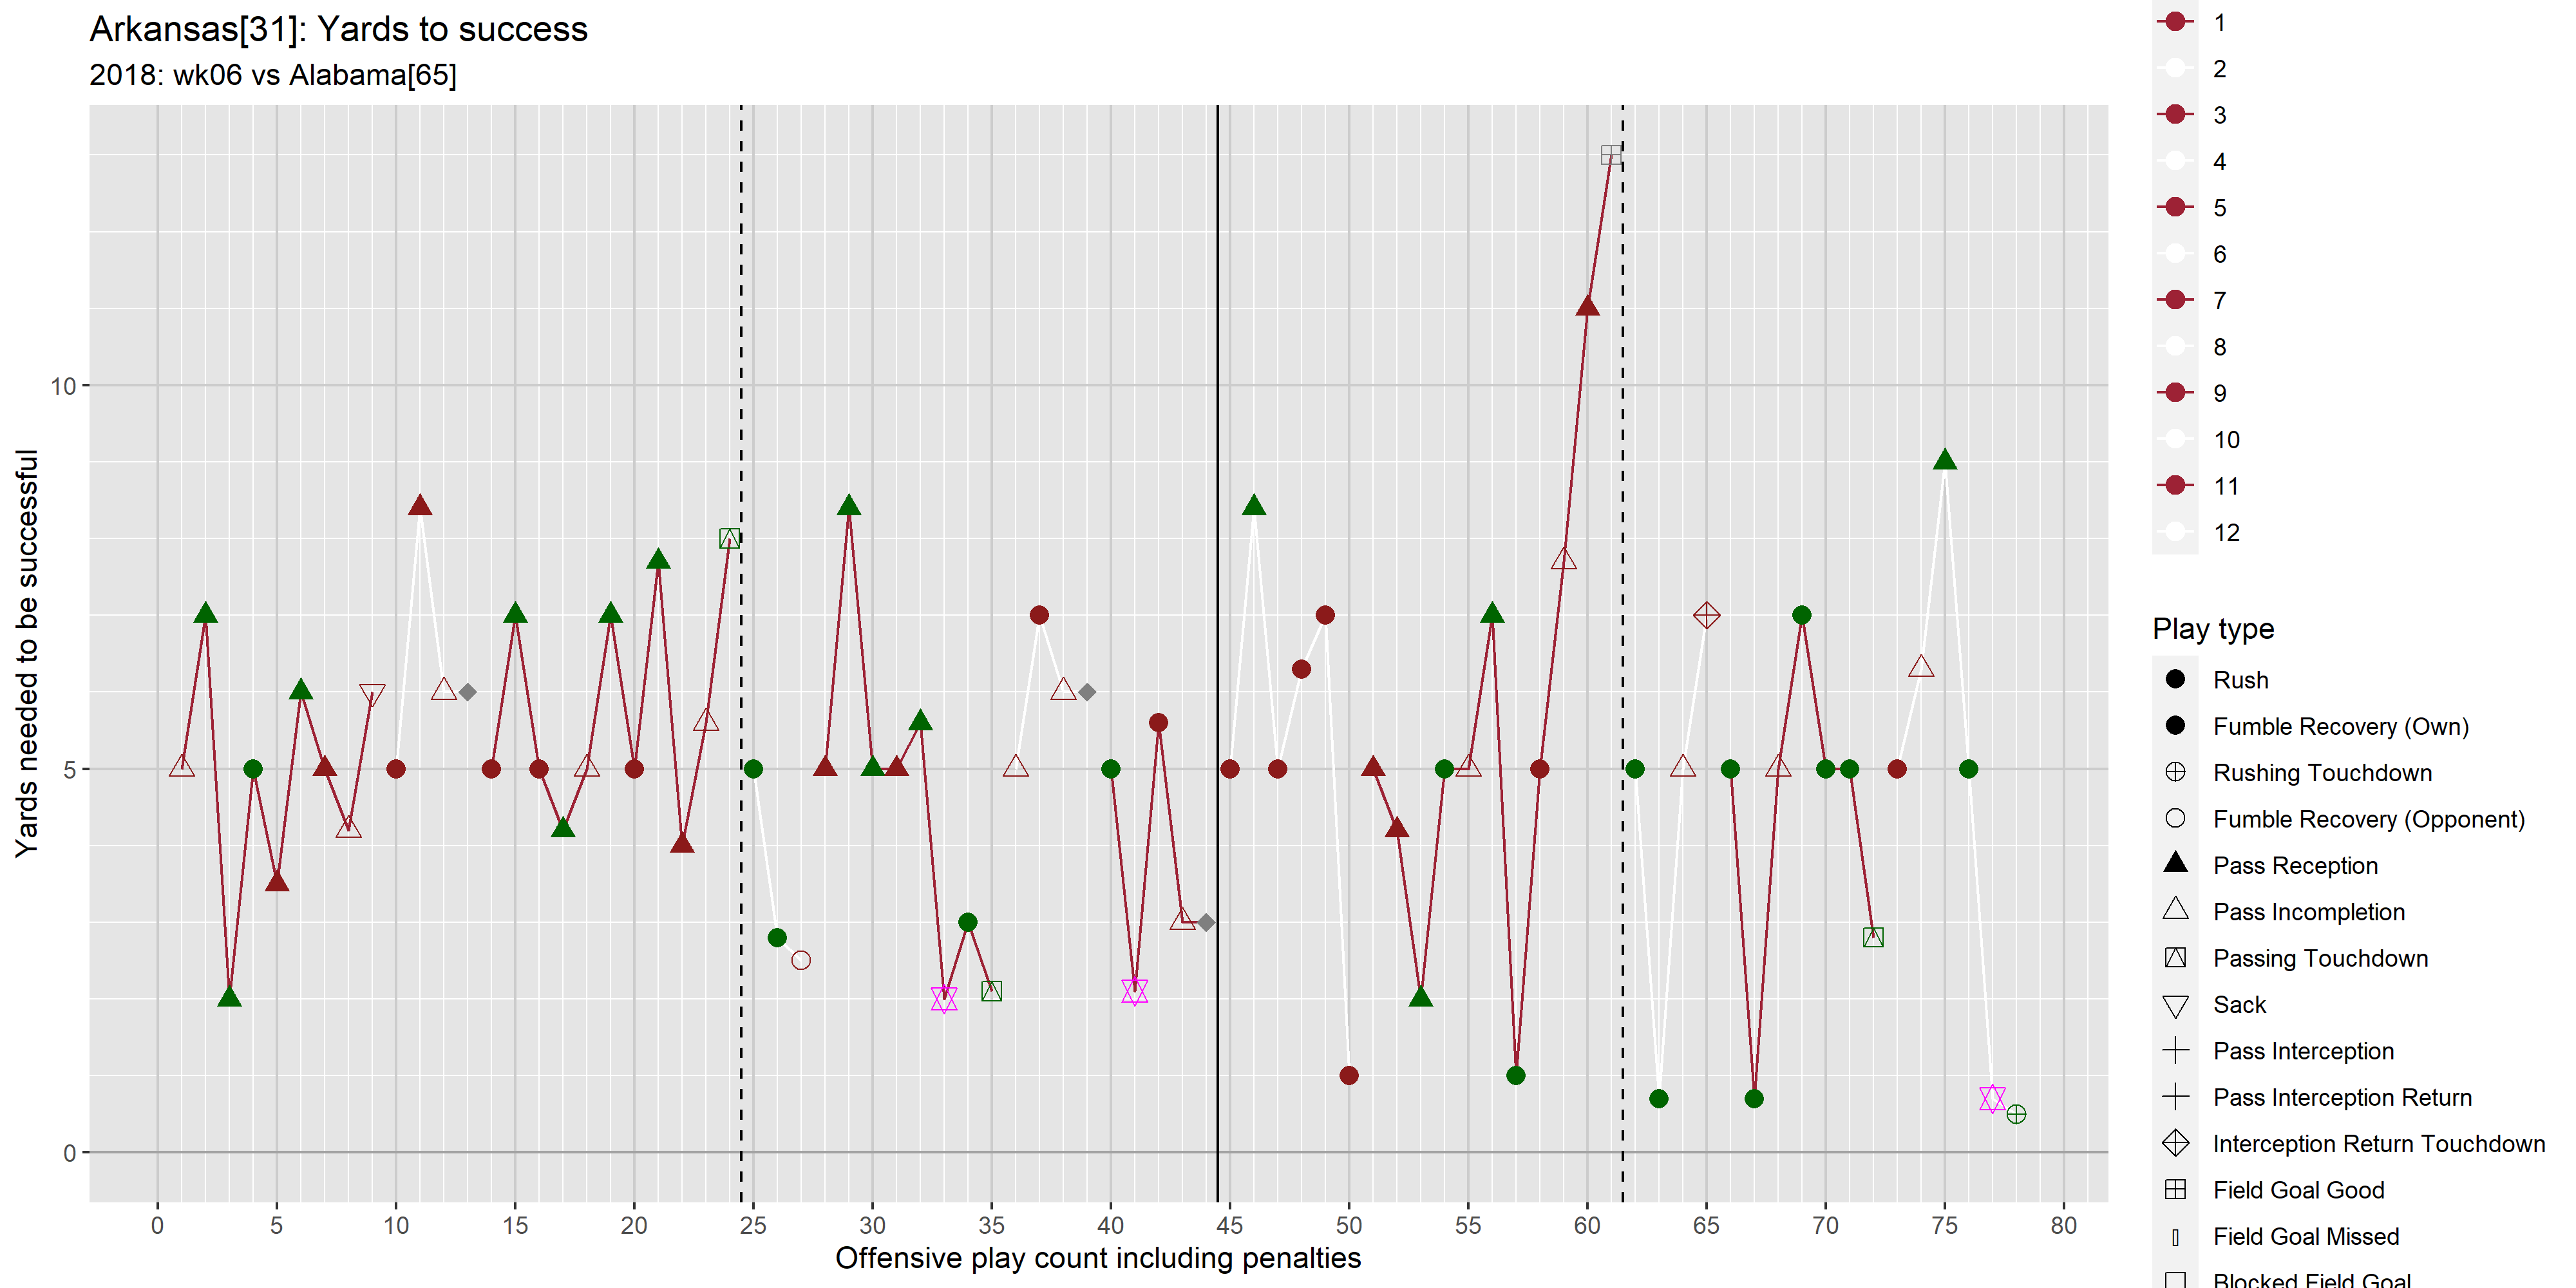 Arkansas[31]: Yards to success
2018: wk06 vs Alabama[65]
Yards needed to be successful
10
5
0
0 5 10 15 20 25 30 35 40 45 50 55 60 65 70 75 80
Offensive play count including penalties
1
2
3
4
5
6
7
8
9
10
11
12
Play type
Rush
Fumble Recovery (Own)
Rushing Touchdown
Fumble Recovery (Opponent)
Pass Reception
Pass Incompletion
Passing Touchdown
Sack
Pass Interception
Pass Interception Return
Interception Return Touchdown
Field Goal Good
Field Goal Missed
Blocked Field Goal